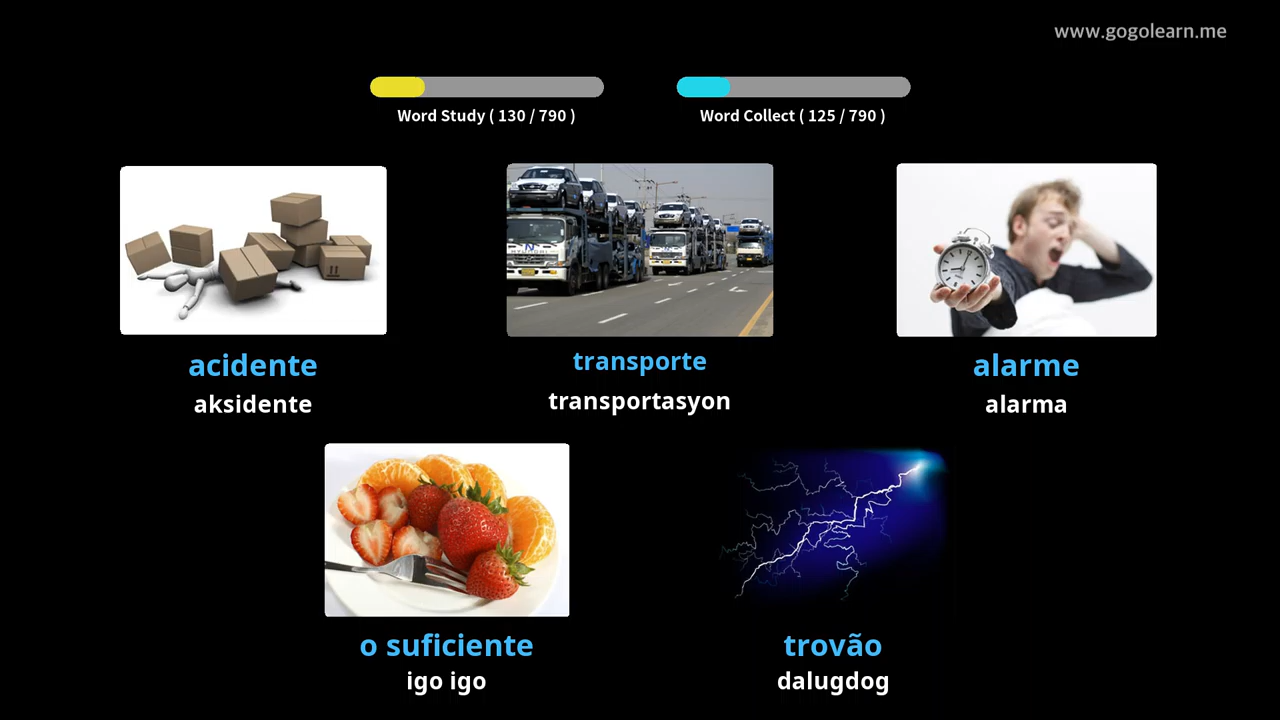 www.gogolearn.me
Word Study ( 130 / 790 )
Word Collect ( 125 / 790 )
acidente
aksidente
transporte
transportasyon
alarme
alarma
o suficiente
igo igo
trovão
dalugdog